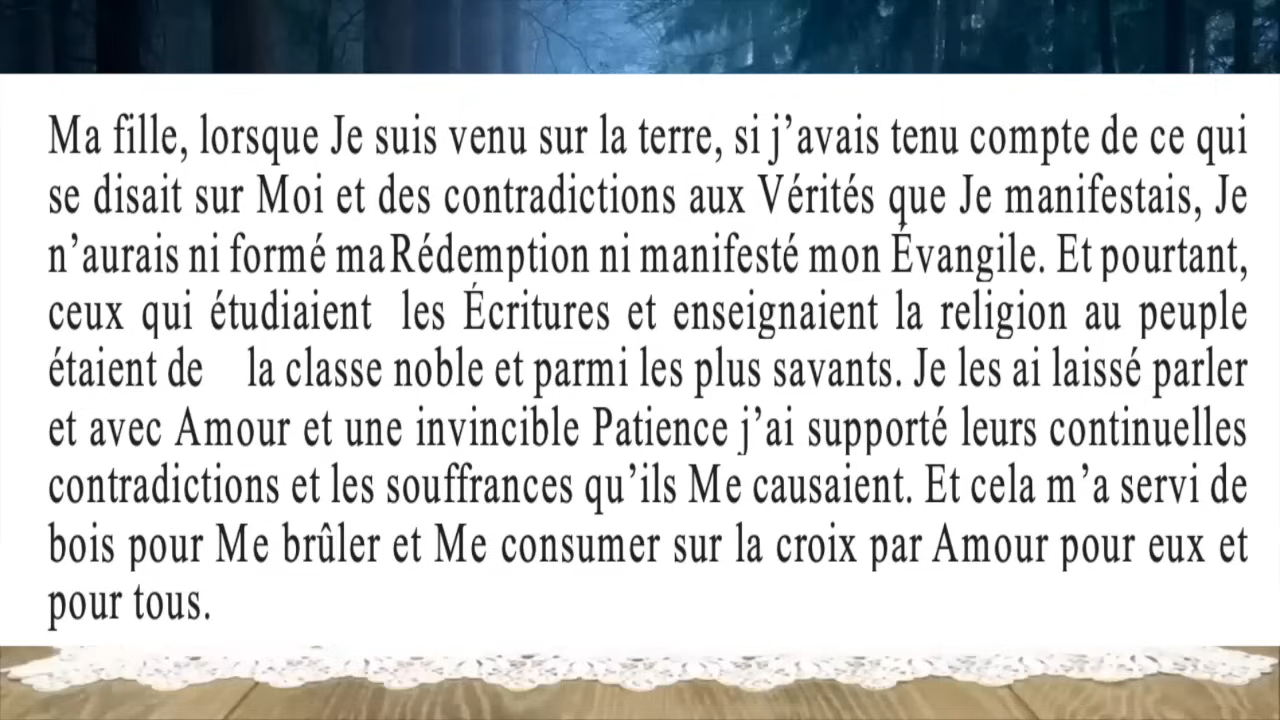 Ma fille, lorsque Je suis venu sur la terre, si j’avais tenu compte de ce qui
se disait sur Moi et des contradictions aux Vérités que Je manifestais, Je
n’aurais ni formé ma Rédemption ni manifesté mon Évangile. Et pourtant,
ceux qui étudiaient les Écritures et enseignaient la religion au peuple
étaient de la classe noble et parmi les plus savants. Je les ai laissé parler
et avec Amour et une invincible Patience j’ai supporté leurs continuelles
contradictions et les souffrances qu’ils Me causaient. Et cela m’a servi de
bois pour Me brûler et Me consumer sur la croix par Amour pour eux et
pour tous.